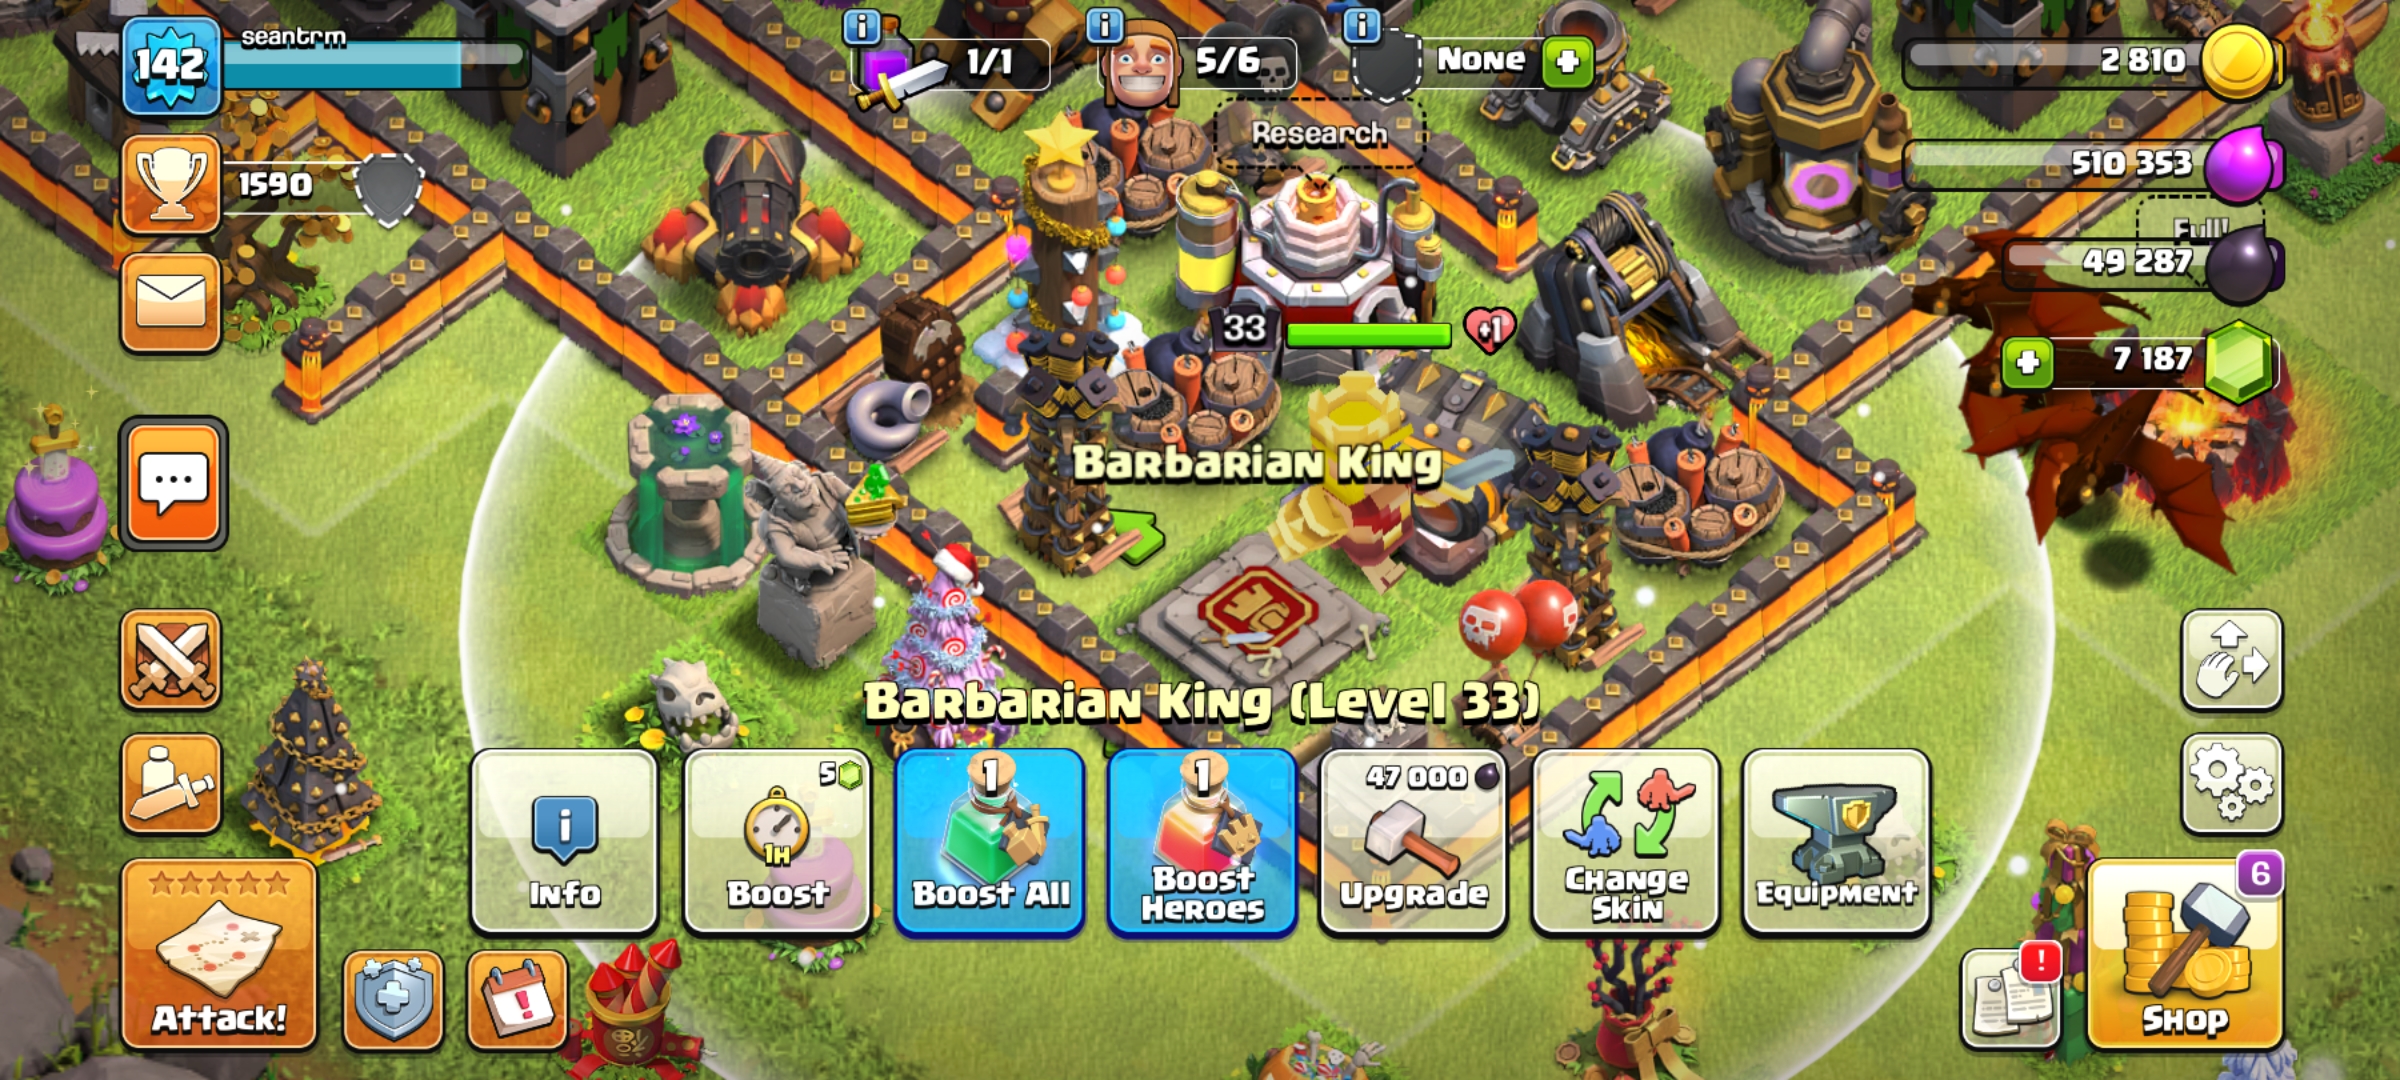 142
seantrm
1/1
5/6
None
2 810
1590
Research
510 353
Full!
49 287
7 187
33
+1
Barbarian King
Barbarian King (Level 33)
Info
5
1H
Boost
1
Boost All
1
Boost
Heroes
47 000
Upgrade
Change
Skin
Equipment
Attack!
6
Shop